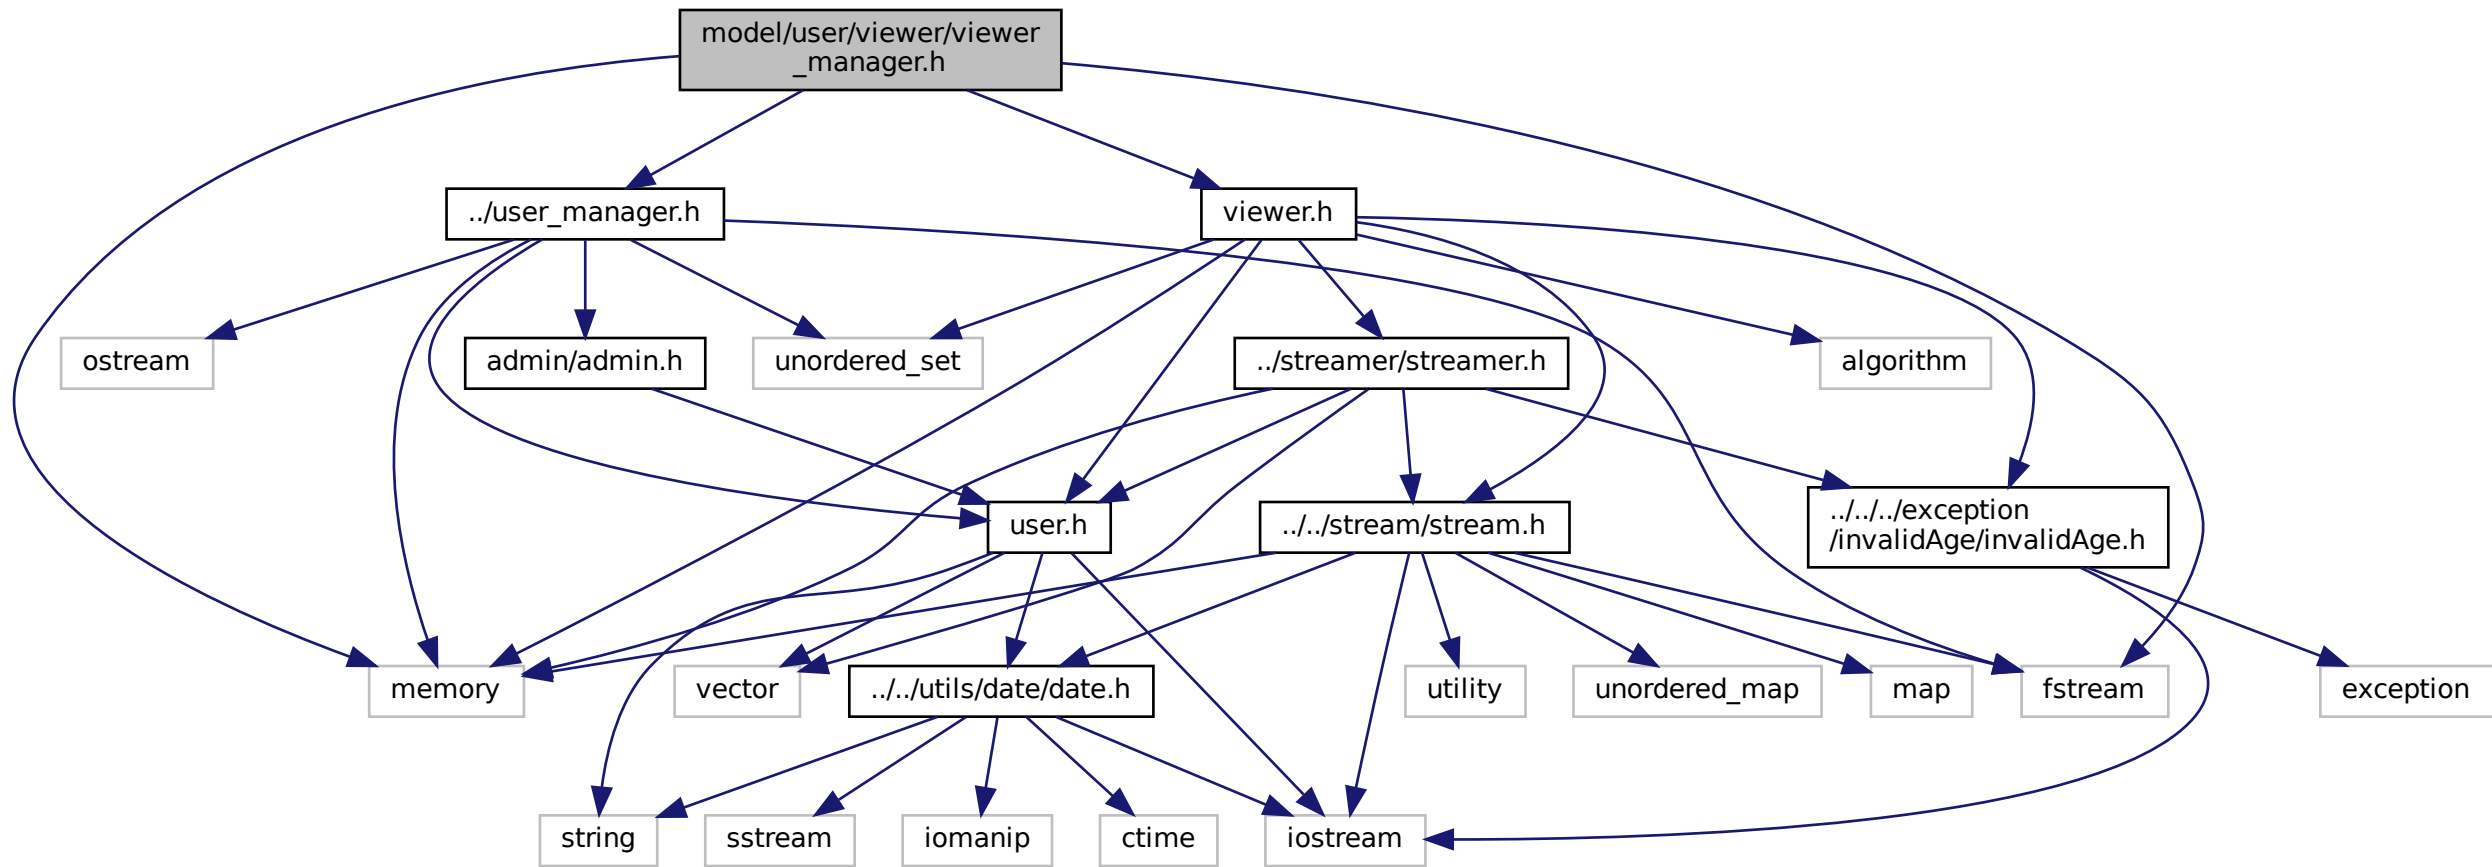 model/user/viewer/viewer
_manager.h
../user_manager.h
viewer.h
ostream
admin/admin.h
unordered_set
../streamer/streamer.h
algorithm
user.h
../../stream/stream.h
../../../exception
/invalidAge/invalidAge.h
memory
vector
../../utils/date/date.h
utility
unordered_map
map
fstream
exception
string
sstream
iomanip
ctime
iostream